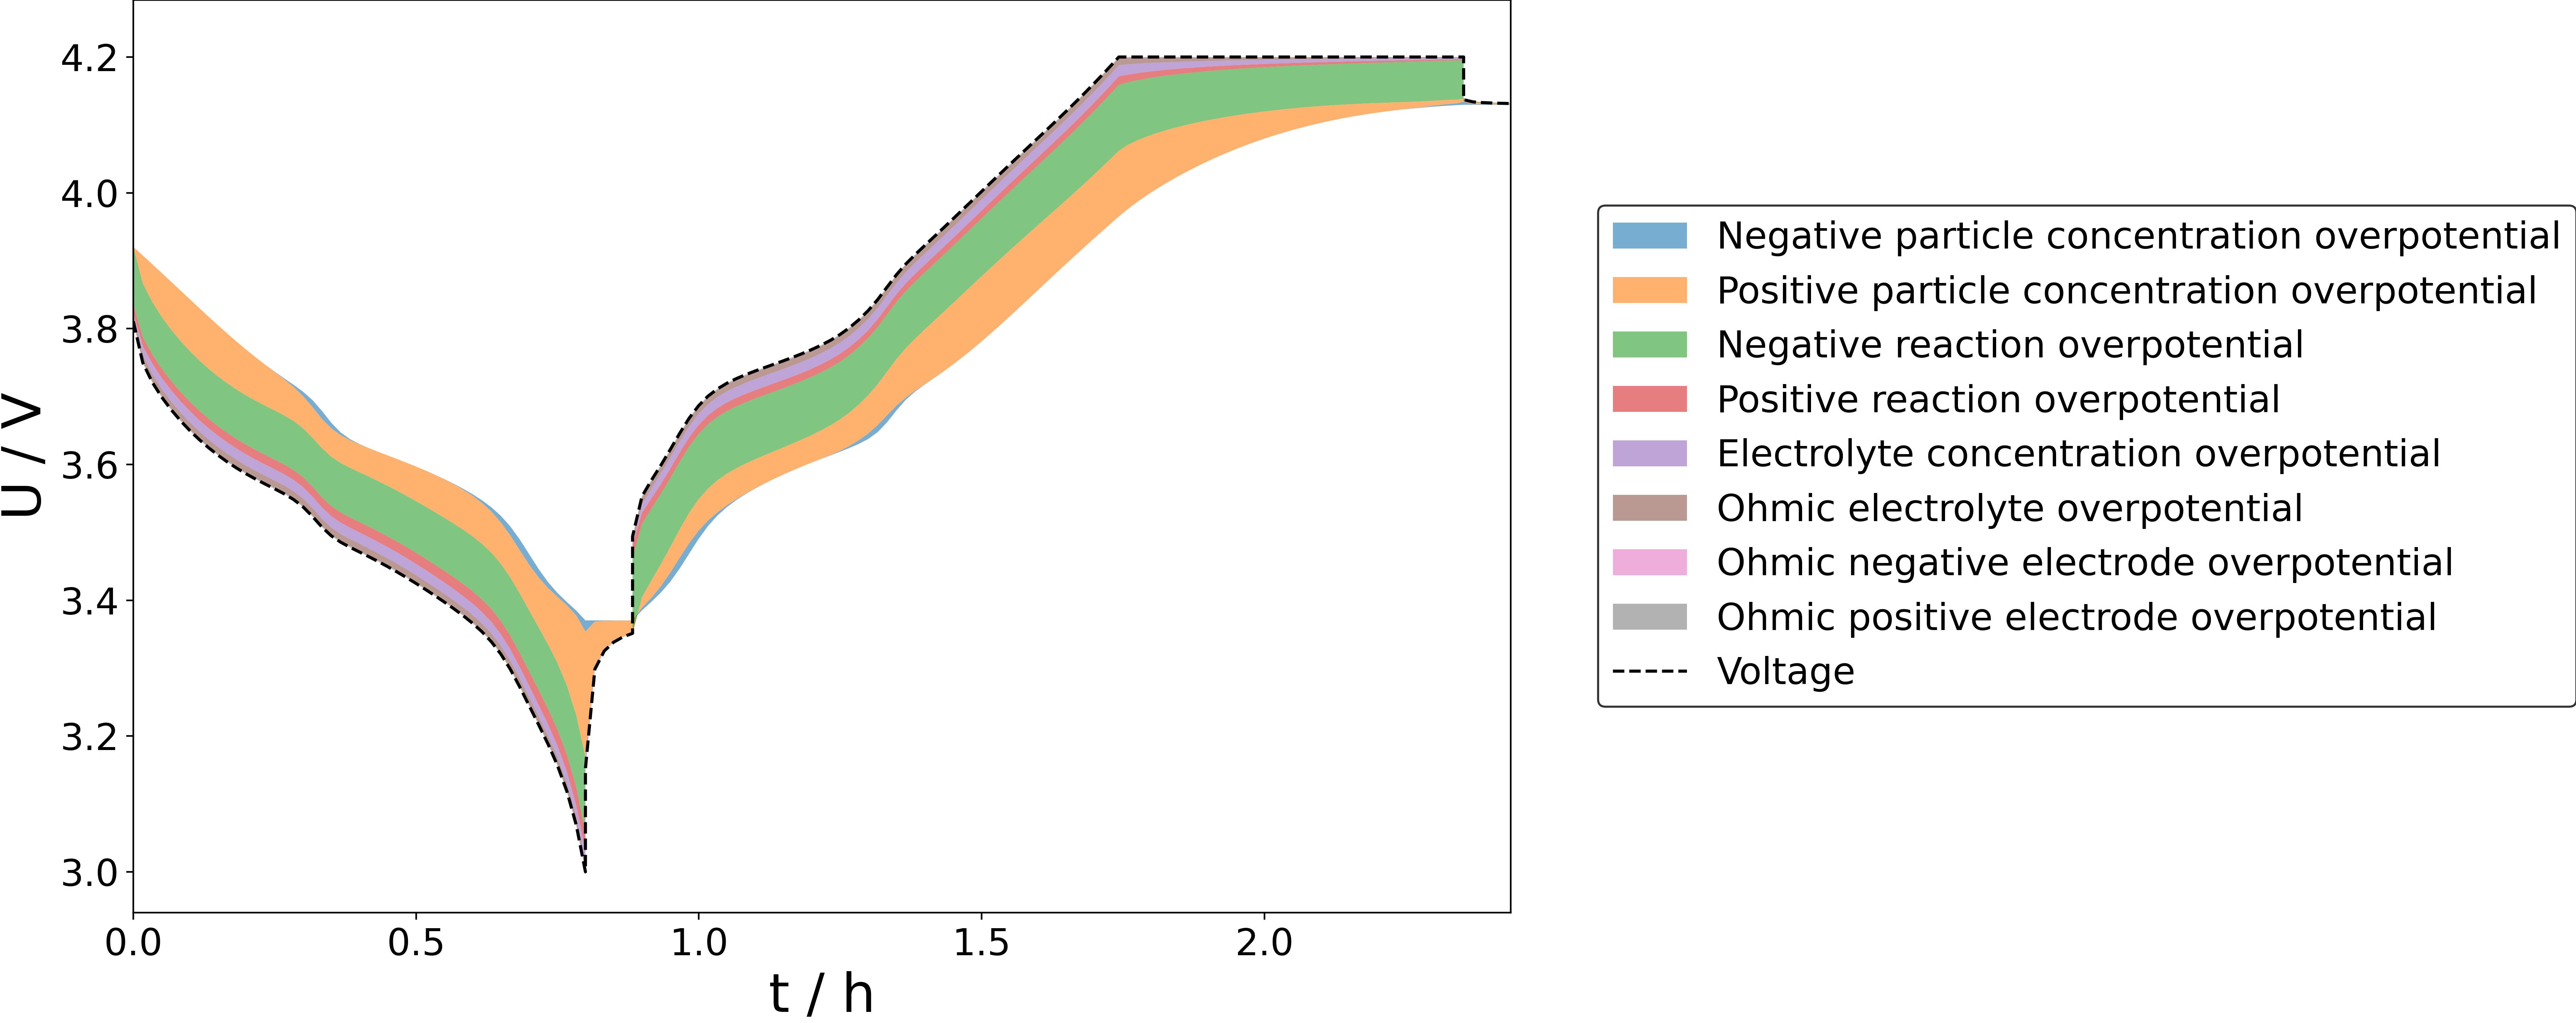 U / V
4.2
4.0
3.8
3.6
3.4
3.2
3.0
0.0 0.5 1.0 1.5 2.0
t / h
Negative particle concentration overpotential
Positive particle concentration overpotential
Negative reaction overpotential
Positive reaction overpotential
Electrolyte concentration overpotential
Ohmic electrolyte overpotential
Ohmic negative electrode overpotential
Ohmic positive electrode overpotential
Voltage